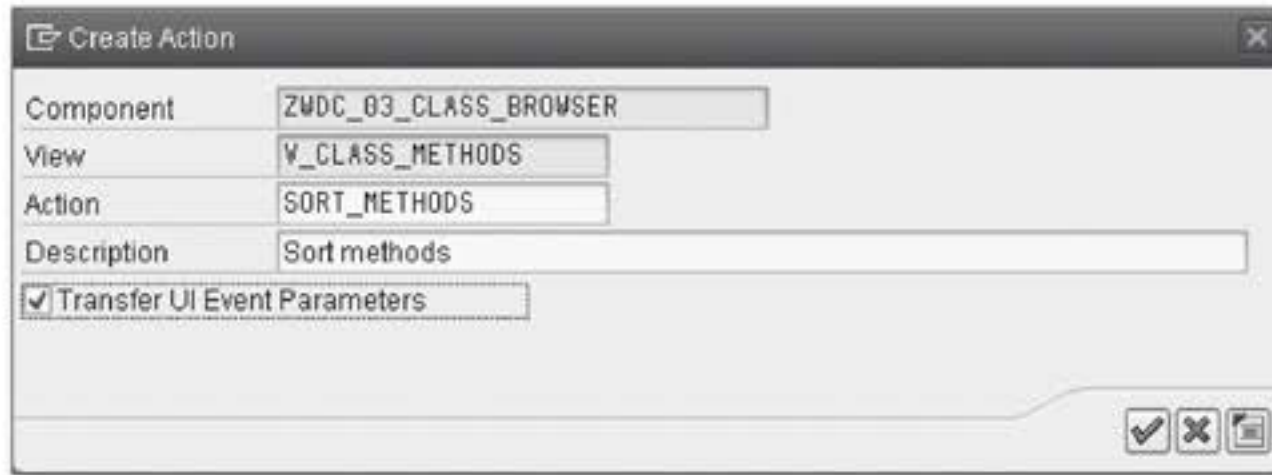 Create Action
Component ZWDC_03_CLASS_BROWSER
View V_CLASS_METHODS
Action SORT_METHODS
Description Sort methods
Transfer UI Event Parameters